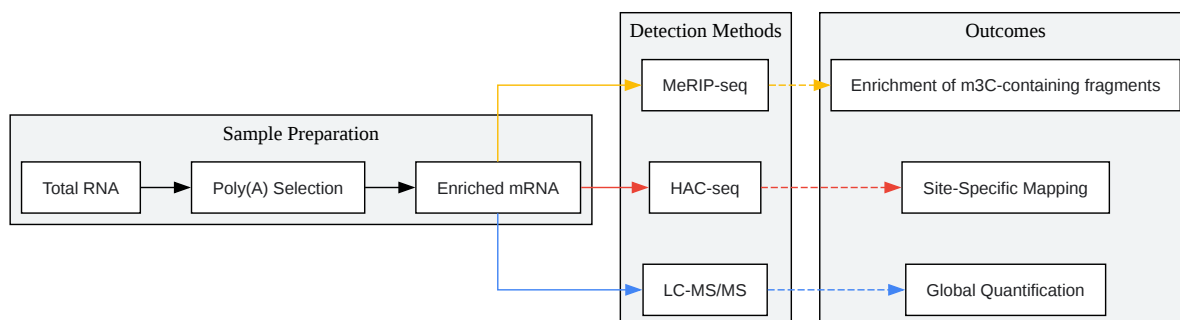 Detection Methods
Outcomes
MeRIP-seq
Enrichment of m3C-containing fragments
Sample Preparation
Total RNA
Poly(A) Selection
Enriched mRNA
HAC-seq
Site-Specific Mapping
LC-MS/MS
Global Quantification